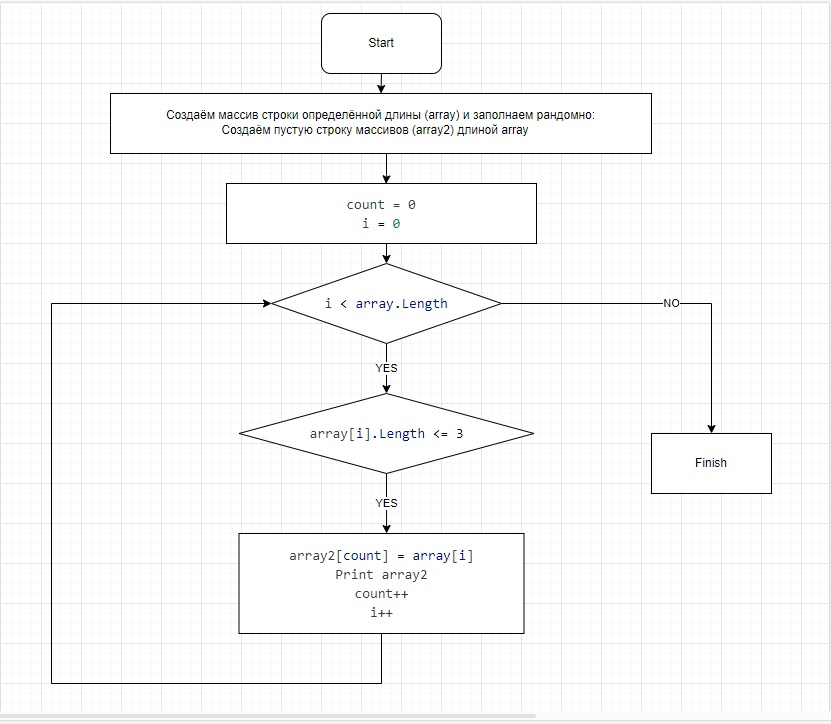 Start
Создаём массив строки определённой длины (array) и заполнаем рандомно:
Создаём пустую строку массивов (array2) длиной array
count = 0
i = 0
i < array.Length
NO
YES
array[i].Length <= 3
Finish
YES
array2[count] = array[i]
Print array2
count++
i++